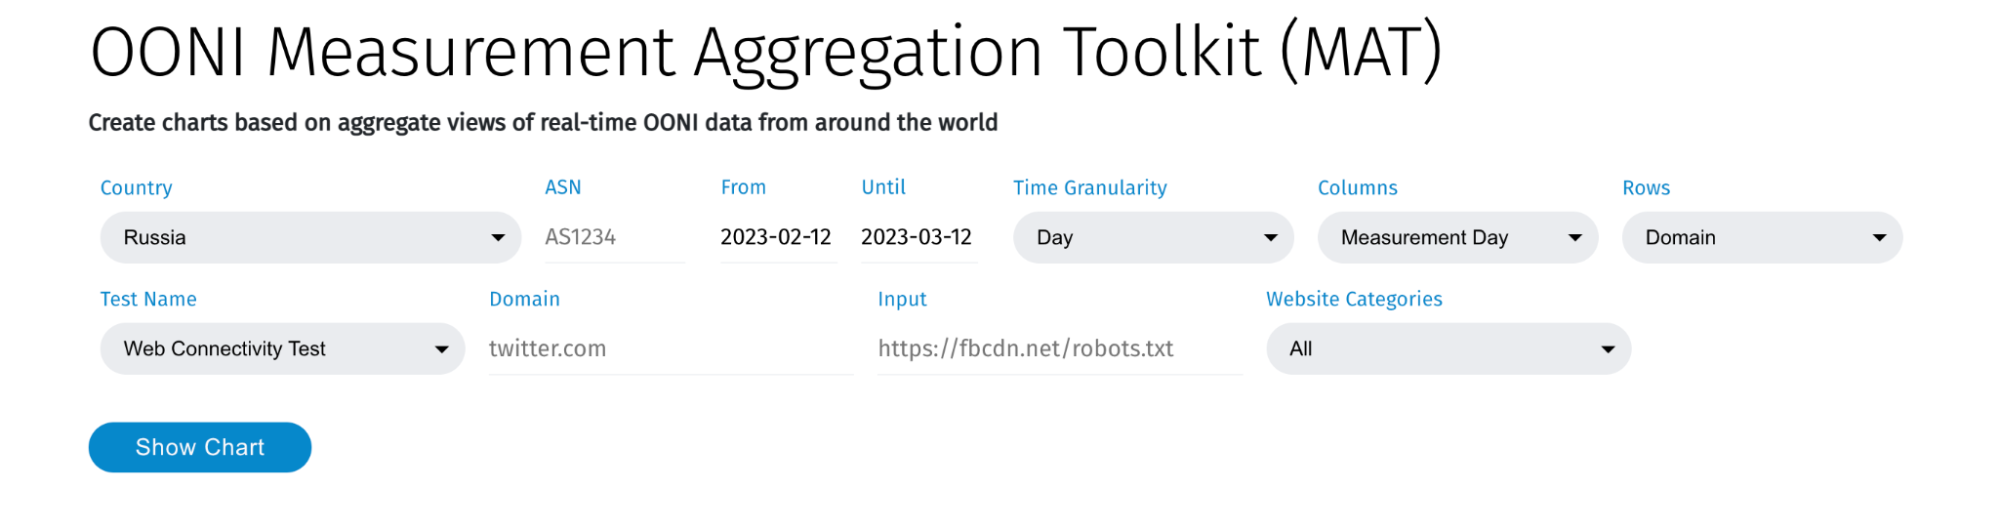 OONI Measurement Aggregation Toolkit (MAT)
Create charts based on aggregate views of real-time OONI data from around the world
Country ASN From Until Time Granularity Columns Rows
Russia AS1234 2023-02-12 2023-03-12 Day Measurement Day Domain
Test Name Domain Input Website Categories
Web Connectivity Test twitter.com https://fbcdn.net/robots.txt All
Show Chart